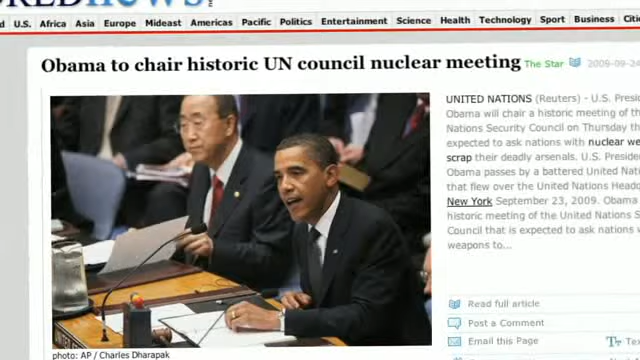 news
U.S. Africa Asia Europe Mideast Americas Pacific Politics Entertainment Science Health Technology Sport Business
Obama to chair historic UN council nuclear meeting The Star 2009-09-24
UNITED NATIONS (Reuters) - U.S. Presid
Obama will chair a historic meeting of th
Nations Security Council on Thursday th
expected to ask nations with nuclear we
scrap their deadly arsenals. U.S. Presid
Obama passes by a battered United Nati
that flew over the United Nations Head
New York September 23, 2009. Obama
historic meeting of the United Nations S
Council that is expected to ask nations w
weapons to...
Read full article
Post a Comment
Email this Page
photo: AP / Charles Dharapak